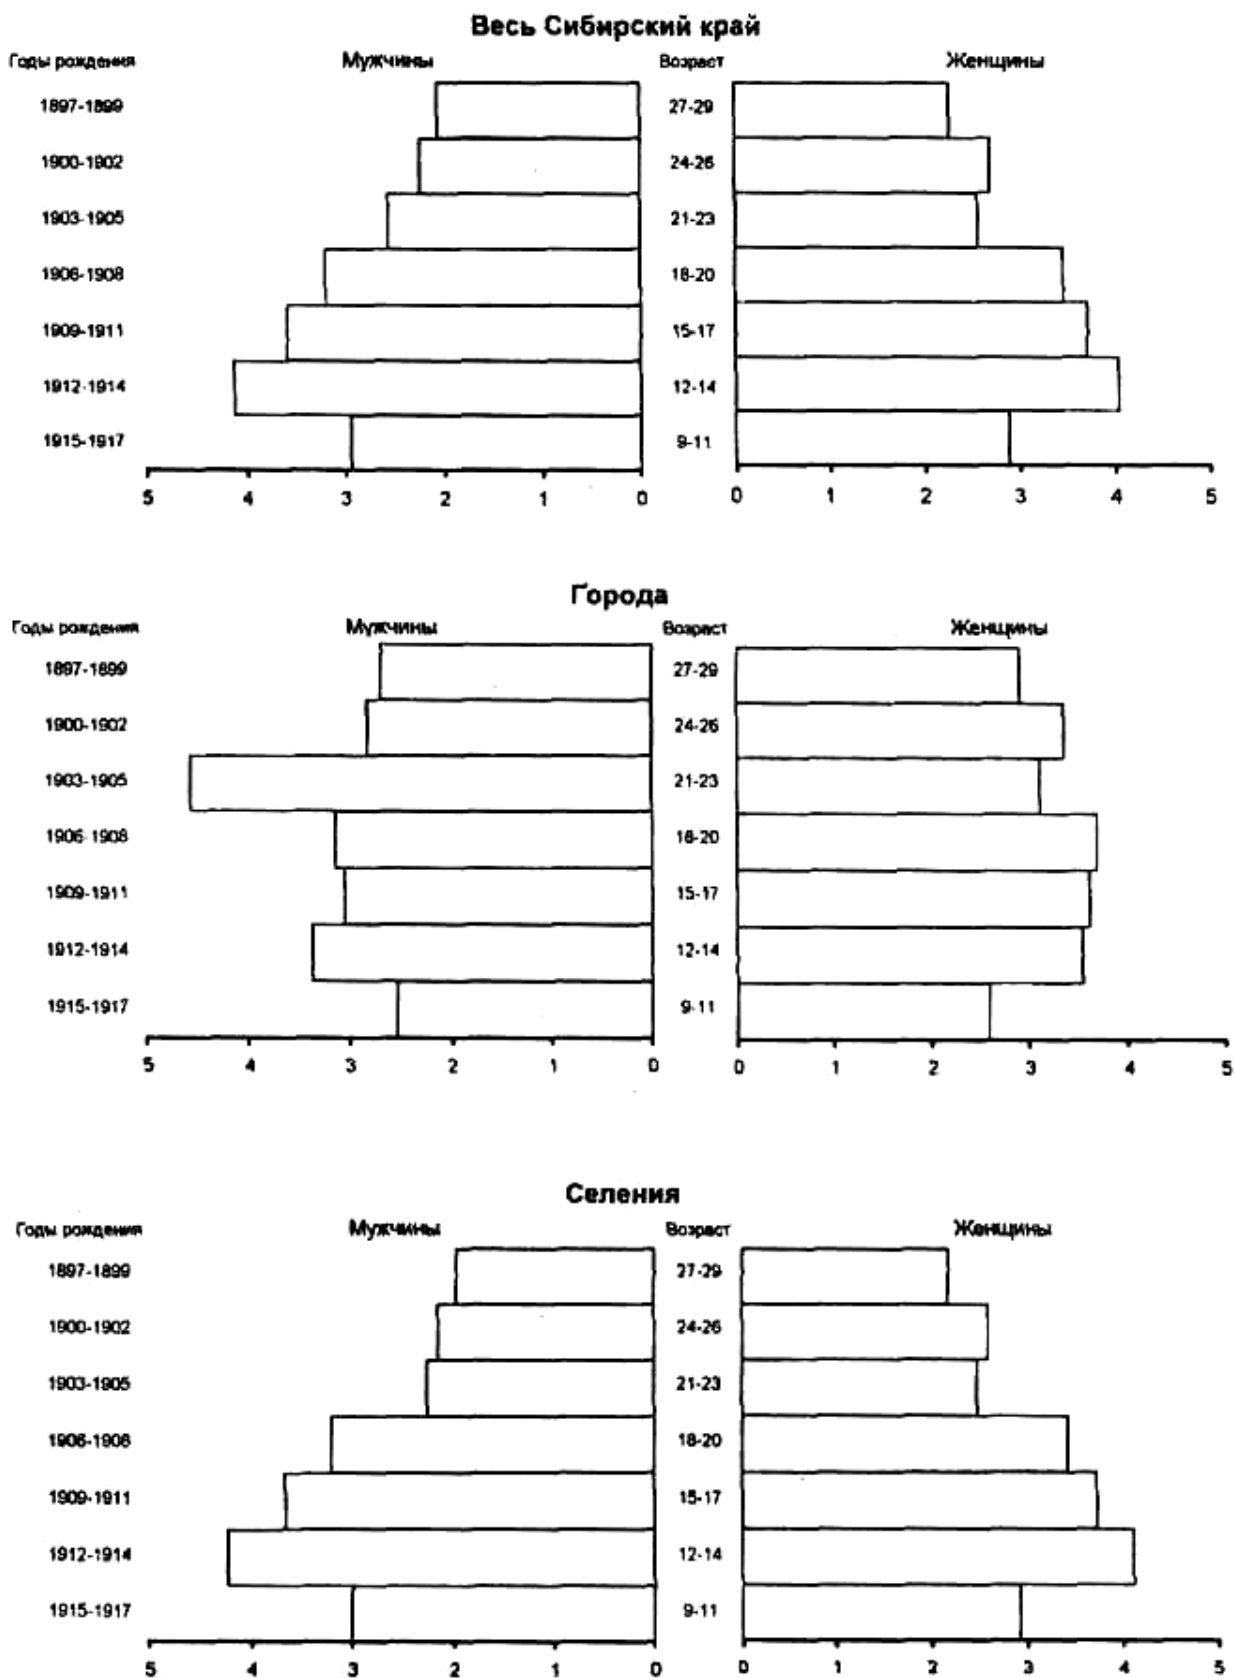 Весь Сибирский край
Годы рождения Мужчины Возраст Женщины
1897-1899 27-29
1900-1902 24-26
1903-1905 21-23
1906-1908 18-20
1909-1911 15-17
1912-1914 12-14
1915-1917 9-11
5 4 3 2 1 0 0 1 2 3 4 5
Города
Годы рождения Мужчины Возраст Женщины
1897-1899 27-29
1900-1902 24-26
1903-1905 21-23
1906-1908 18-20
1909-1911 15-17
1912-1914 12-14
1915-1917 9-11
5 4 3 2 1 0 0 1 2 3 4 5
Селения
Годы рождения Мужчины Возраст Женщины
1897-1899 27-29
1900-1902 24-26
1903-1905 21-23
1906-1908 18-20
1909-1911 15-17
1912-1914 12-14
1915-1917 9-11
5 4 3 2 1 0 0 1 2 3 4 5